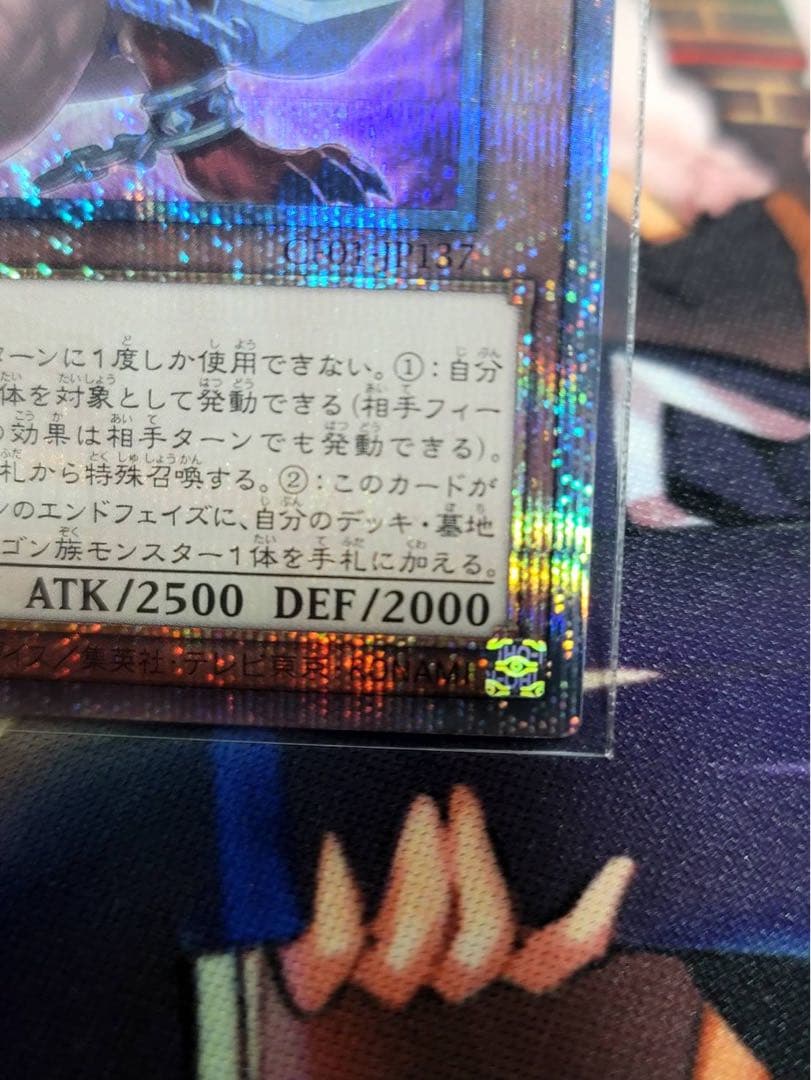 CF01-JP137
ターンに1度しか使用できない。①:自分
体を対象として発動できる(相手フィー
の効果は相手ターンでも発動できる)。
札から特殊召喚する。②:このカードが
ンのエンドフェイズに、自分のデッキ・墓地
ゴン族モンスター1体を手札に加える。
ATK/2500 DEF/2000
イス/集英社・テレビ東京・KONAMI